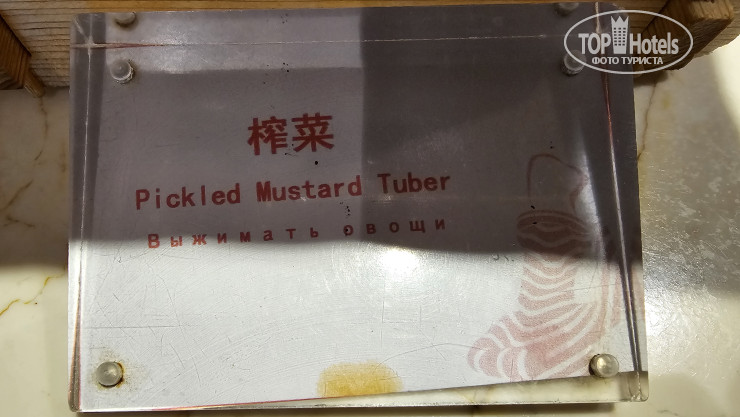 TOP Hotels
ФОТО ТУРИСТА
榨菜
Pickled Mustard Tuber
Выжимать овощи